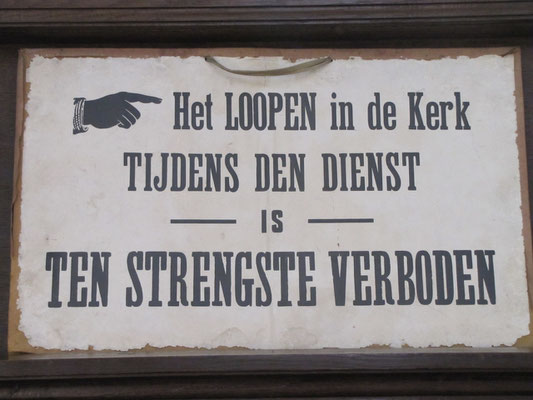 Het LOOPEN in de Kerk
TIJDENS DEN DIENST
IS
TEN STRENGSTE VERBODEN